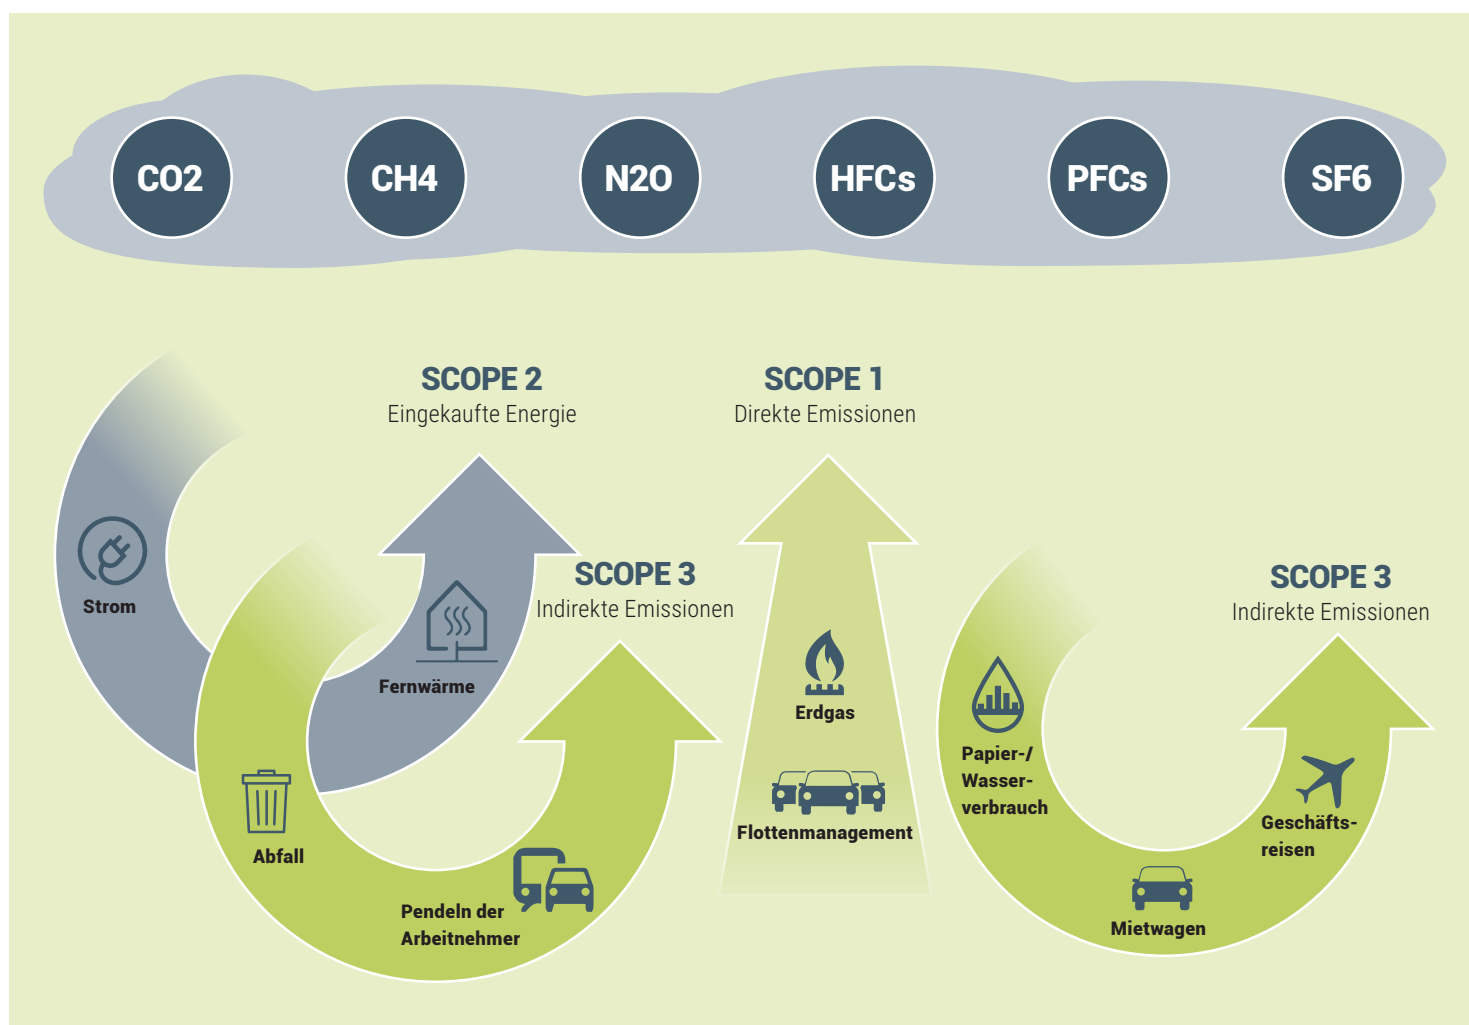 CO2
CH4
N2O
HFCs
PFCs
SF6
SCOPE 2
Eingekaufte Energie
Strom
Fernwärme
SCOPE 3
Indirekte Emissionen
Abfall
Pendeln der
Arbeitnehmer
SCOPE 1
Direkte Emissionen
Erdgas
Flottenmanagement
SCOPE 3
Indirekte Emissionen
Papier-/
Wasser-
verbrauch
Mietwagen
Geschäfts-
reisen